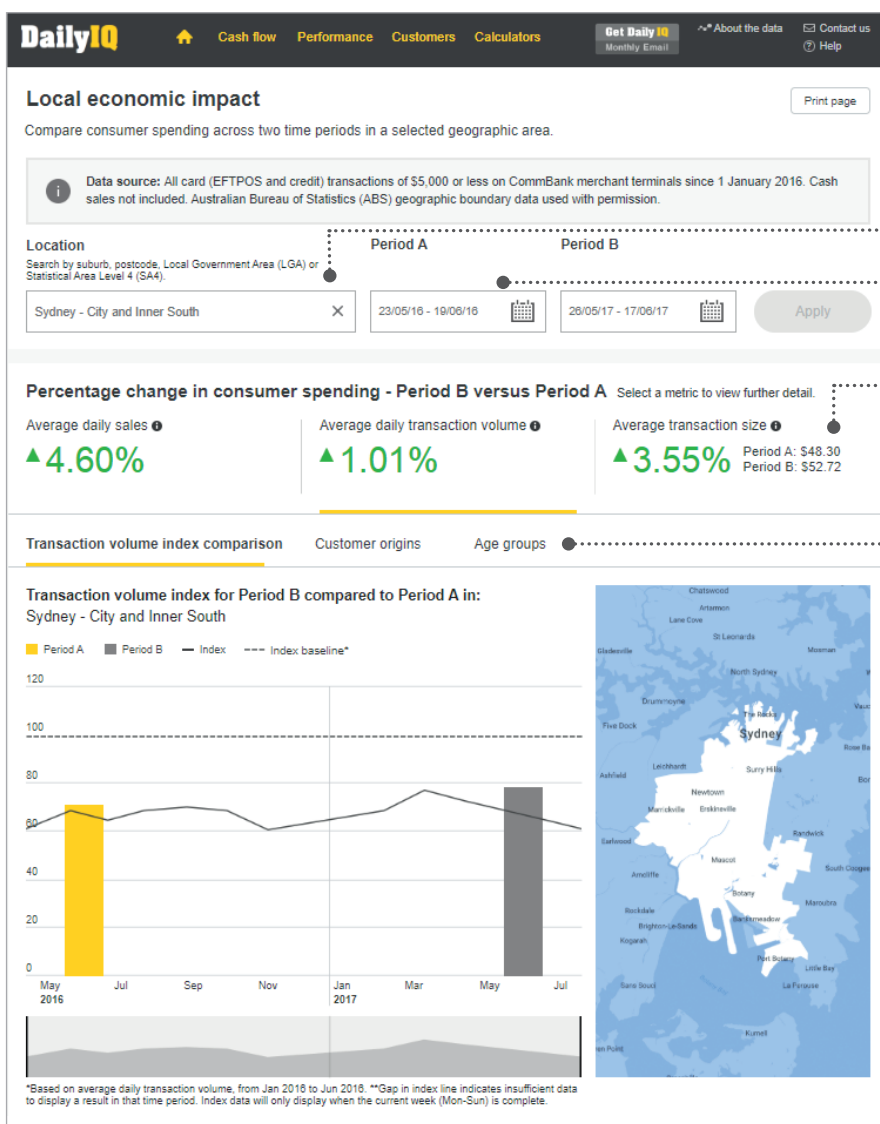 DailyIQ
Cash flow
Performance
Customers
Calculators
Get Daily IQ
Monthly Email
About the data
Contact us
Help
Local economic impact
Print page
Compare consumer spending across two time periods in a selected geographic area.
Data source: All card (EFTPOS and credit) transactions of $5,000 or less on CommBank merchant terminals since 1 January 2016. Cash
sales not included. Australian Bureau of Statistics (ABS) geographic boundary data used with permission.
Location
Search by suburb, postcode, Local Government Area (LGA) or
Statistical Area Level 4 (SA4).
Period A
Period B
Sydney - City and Inner South
23/05/16 - 19/06/16
26/05/17 - 17/06/17
Apply
Percentage change in consumer spending - Period B versus Period A Select a metric to view further detail.
Average daily sales
4.60%
Average daily transaction volume
1.01%
Average transaction size
3.55%
Period A: $48.30
Period B: $52.72
Transaction volume index comparison
Customer origins
Age groups
Transaction volume index for Period B compared to Period A in:
Sydney - City and Inner South
Period A
Period B
Index
Index baseline*
120
100
80
60
40
20
0
May
2016
Jul
Sep
Nov
Jan
2017
Mar
May
Jul
*Based on average daily transaction volume, from Jan 2016 to Jun 2016. **Gap in index line indicates insufficient data
to display a result in that time period. Index data will only display when the current week (Mon-Sun) is complete.
Chatswood
Artarmon
Lane Cove
St Leonards
Gladesville
Mosman
North Sydney
Drummoyne
The Rocks
Five Dock
Sydney
Rose Ba
Leichhardt
Surry Hills
Ashfield
Bor
Newtown
Marrickville
Erskineville
Earlwood
Randwick
Mascot
Arncliffe
South Coogee
Botany
Rockdale
Maroubra
Banksmeadow
Brighton-Le-Sands
Kogarah
Port Botany
Little Bay
Sans Souci
La Perouse
Kurnell